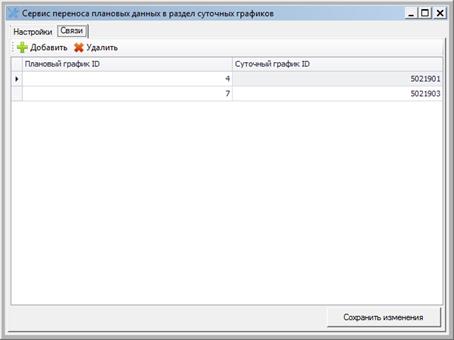 Сервис переноса плановых данных в раздел суточных графиков
Настройки Связи
Добавить Удалить
Плановый график ID Суточный график ID
4 5021901
7 5021903
Сохранить изменения